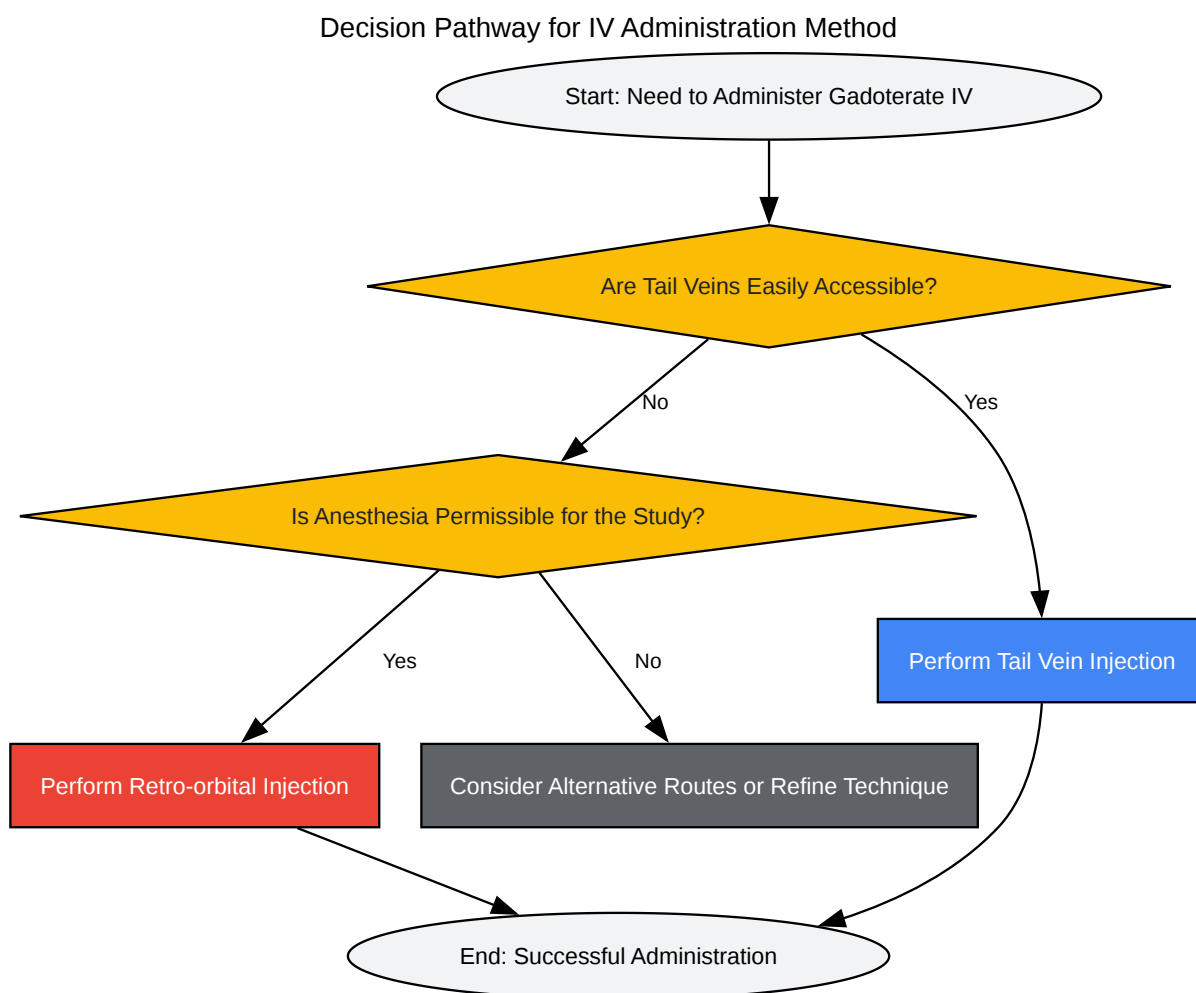 Decision Pathway for IV Administration Method
Start: Need to Administer Gadoterate IV
Are Tail Veins Easily Accessible?
No
Yes
Is Anesthesia Permissible for the Study?
Yes
No
Perform Tail Vein Injection
Perform Retro-orbital Injection
Consider Alternative Routes or Refine Technique
End: Successful Administration